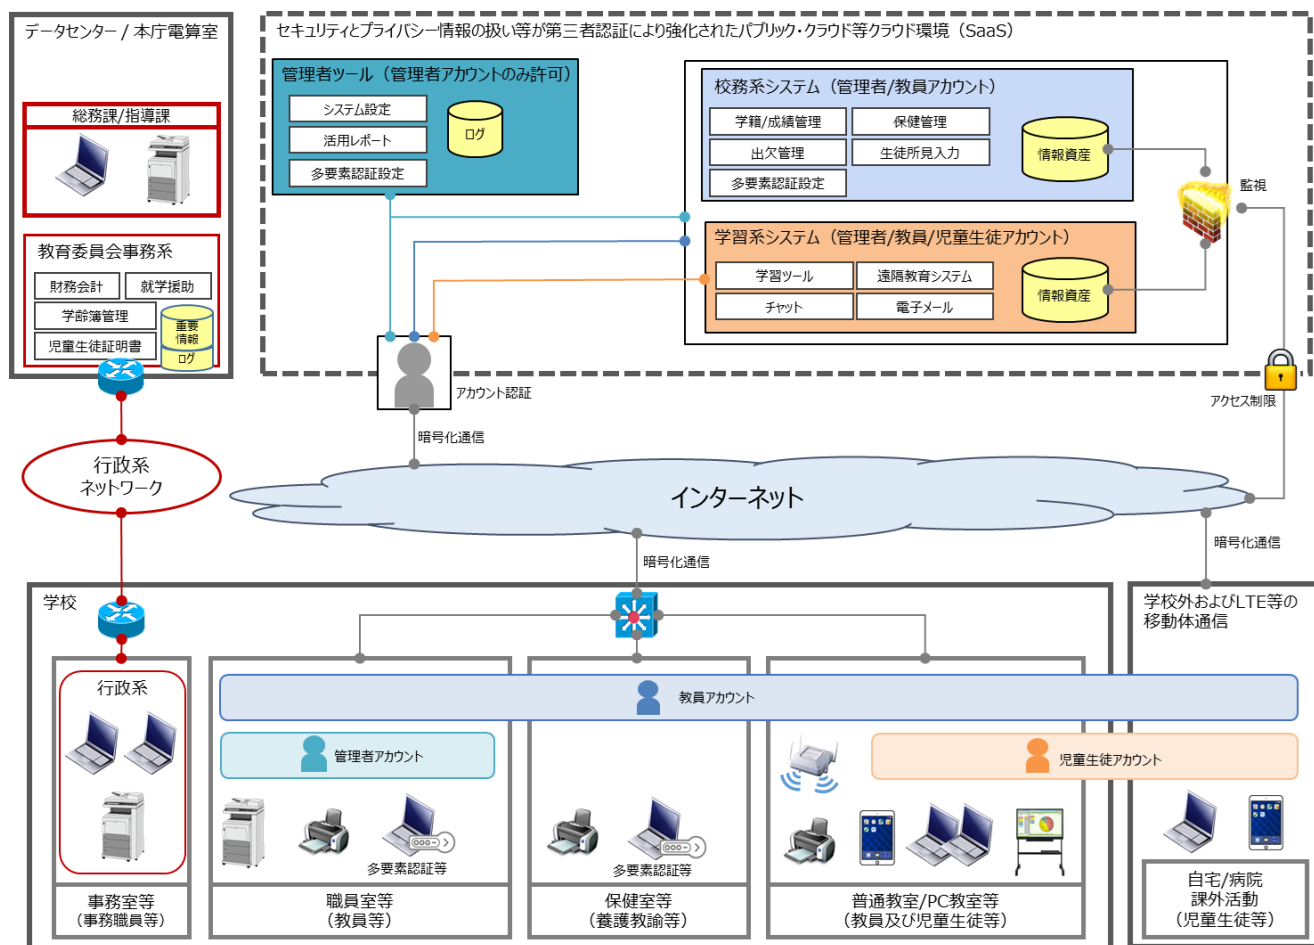 データセンター / 本庁電算室
総務課/指導課
教育委員会事務系
財務会計
就学援助
学齢簿管理
児童生徒証明書
重要
情報
ログ
セキュリティとプライバシー情報の扱い等が第三者認証により強化されたパブリック・クラウド等クラウド環境（SaaS）
管理者ツール（管理者アカウントのみ許可）
システム設定
活用レポート
多要素認証設定
ログ
校務系システム（管理者/教員アカウント）
学籍/成績管理
保健管理
出欠管理
生徒所見入力
多要素認証設定
情報資産
学習系システム（管理者/教員/児童生徒アカウント）
学習ツール
遠隔教育システム
チャット
電子メール
情報資産
監視
アカウント認証
アクセス制限
暗号化通信
行政系
ネットワーク
インターネット
暗号化通信
暗号化通信
学校
学校外およびLTE等の
移動体通信
行政系
教員アカウント
管理者アカウント
児童生徒アカウント
多要素認証等
多要素認証等
事務室等
（事務職員等）
職員室等
（教員等）
保健室等
（養護教諭等）
普通教室/PC教室等
（教員及び児童生徒等）
自宅/病院
課外活動
（児童生徒等）